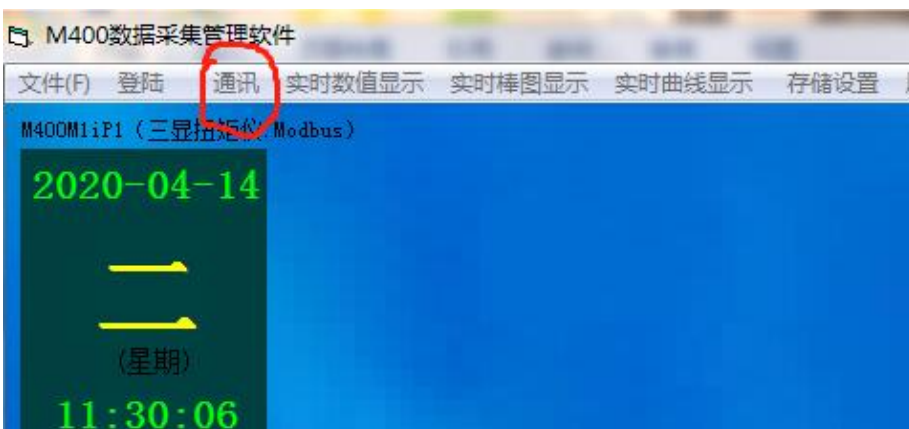 M400数据采集管理软件
文件(F) 登陆 通讯 实时数值显示 实时棒图显示 实时曲线显示 存储设置
M400M1iP1（三显扭矩仪/Modbus）
2020-04-14
二
(星期)
11:30:06